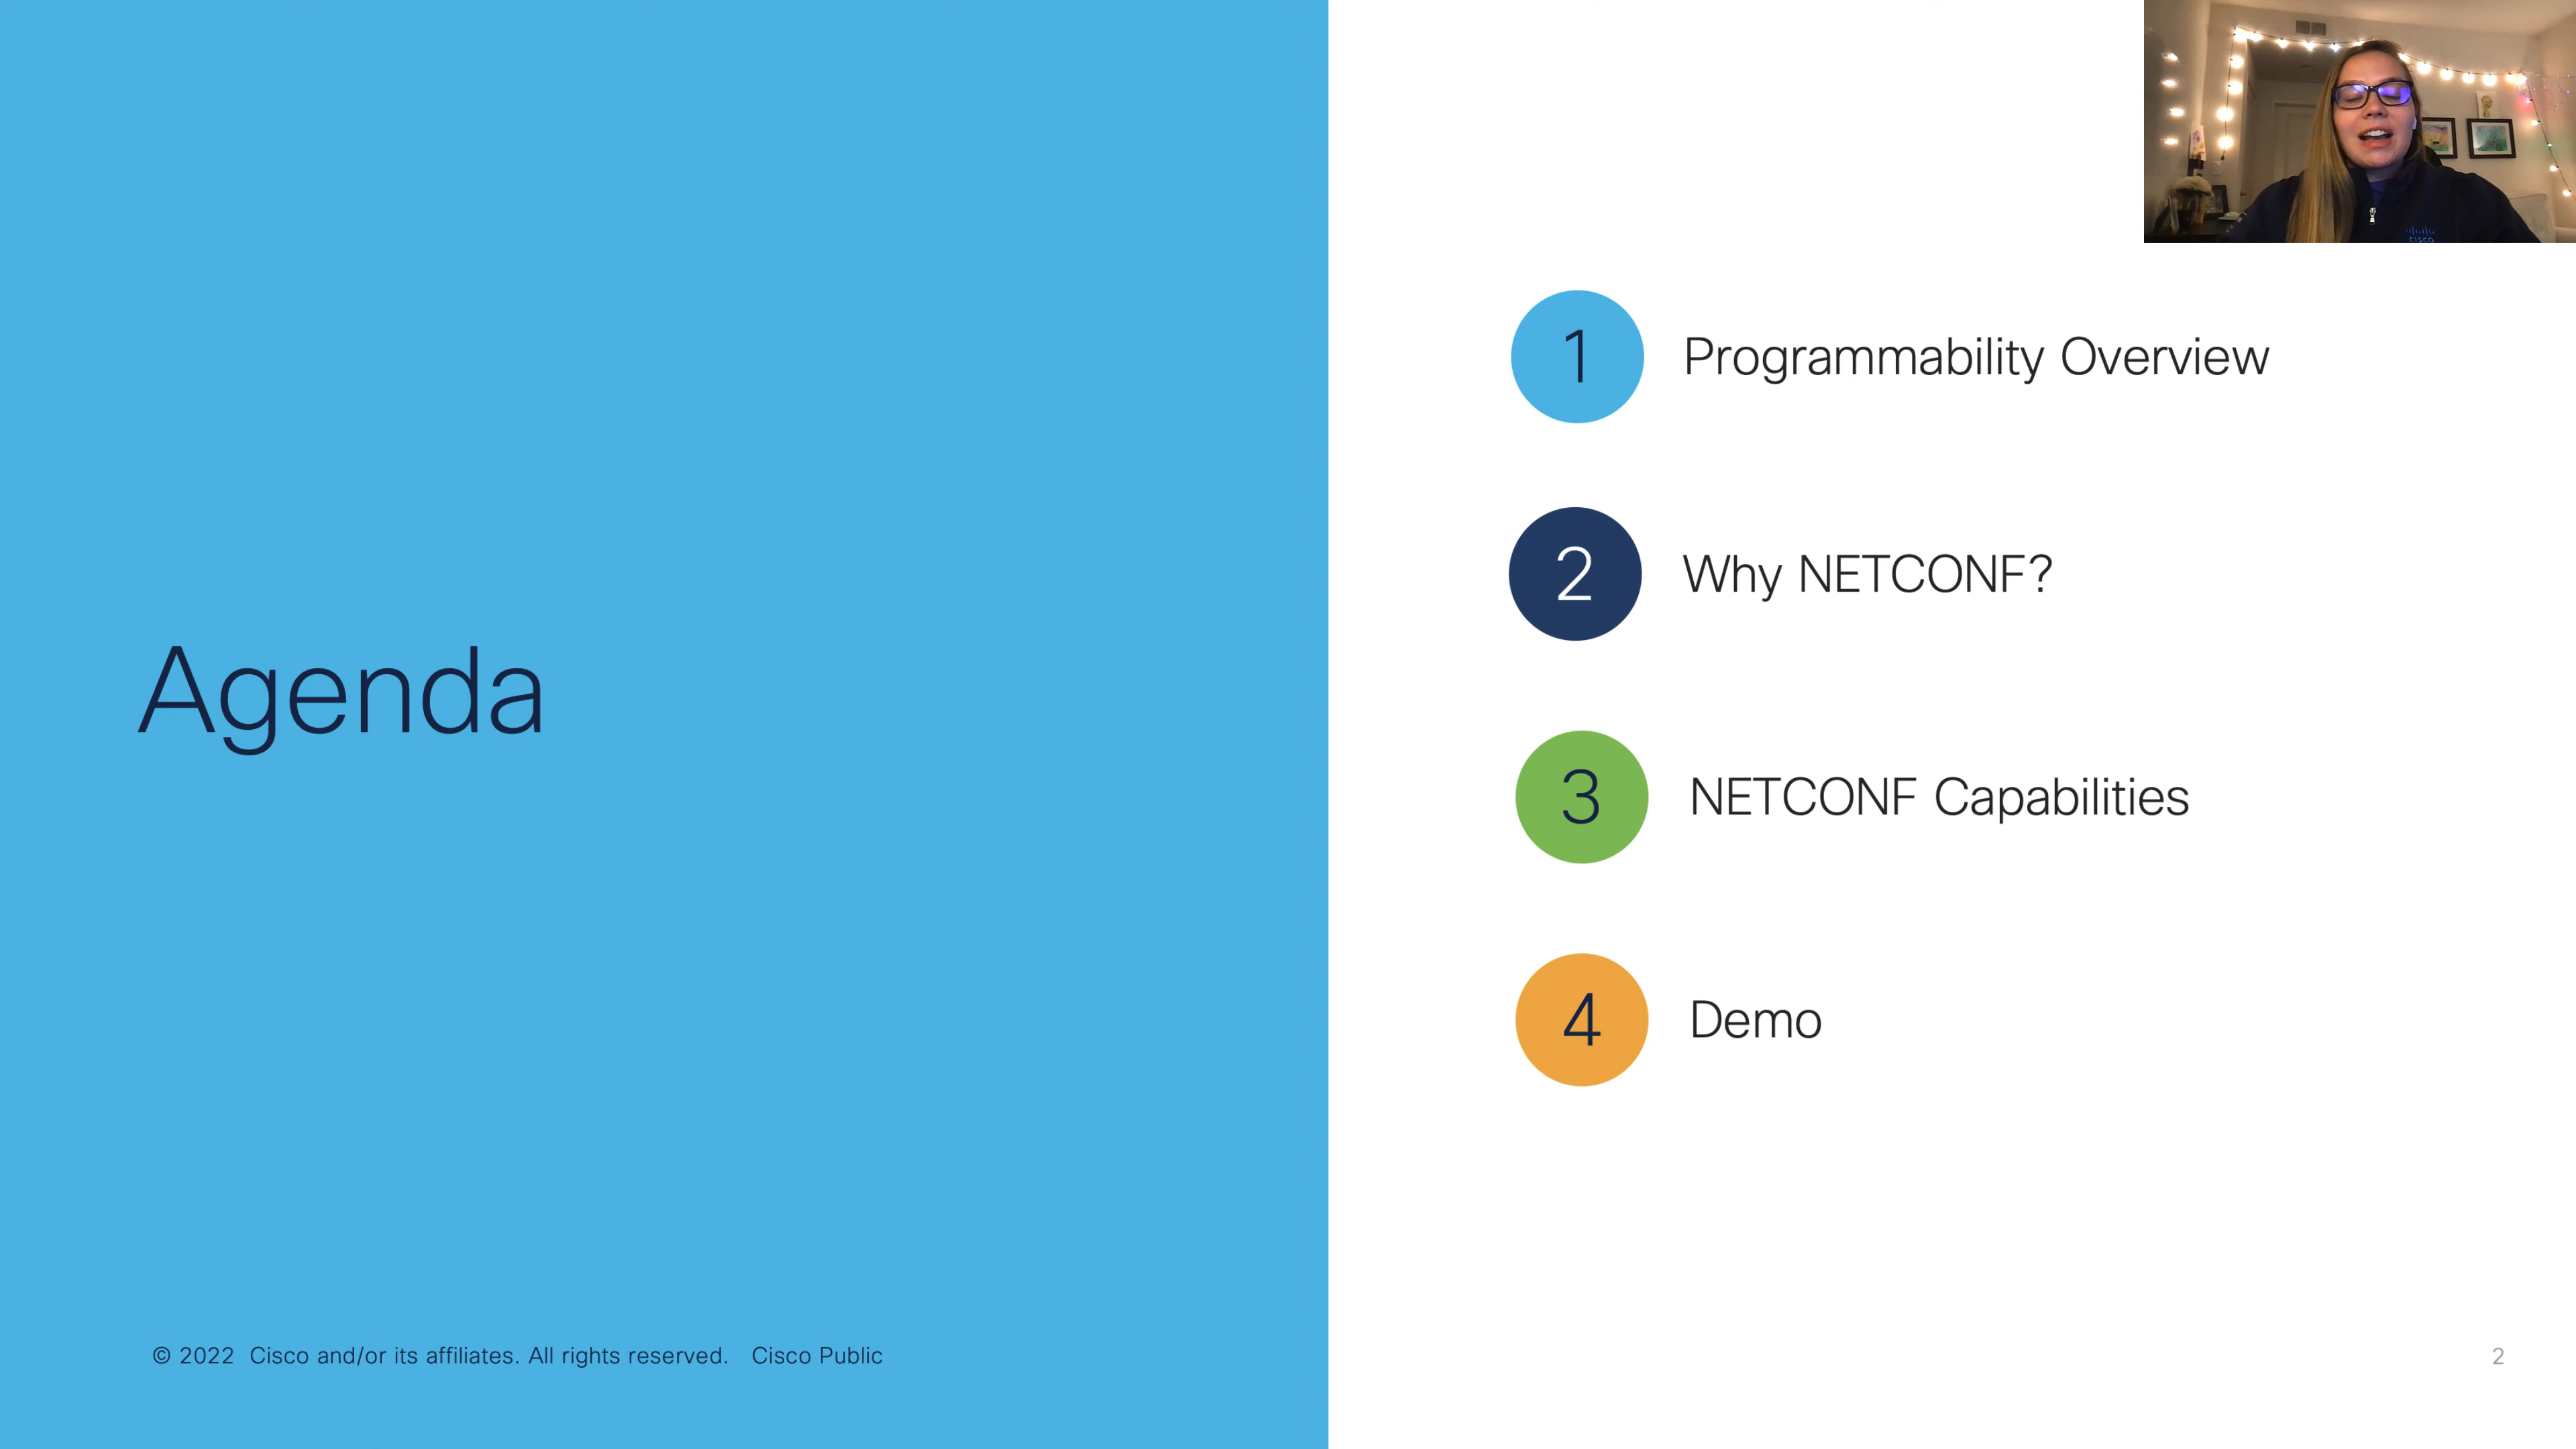 Agenda
1 Programmability Overview
2 Why NETCONF?
3 NETCONF Capabilities
4 Demo
© 2022 Cisco and/or its affiliates. All rights reserved. Cisco Public
2
CISCO